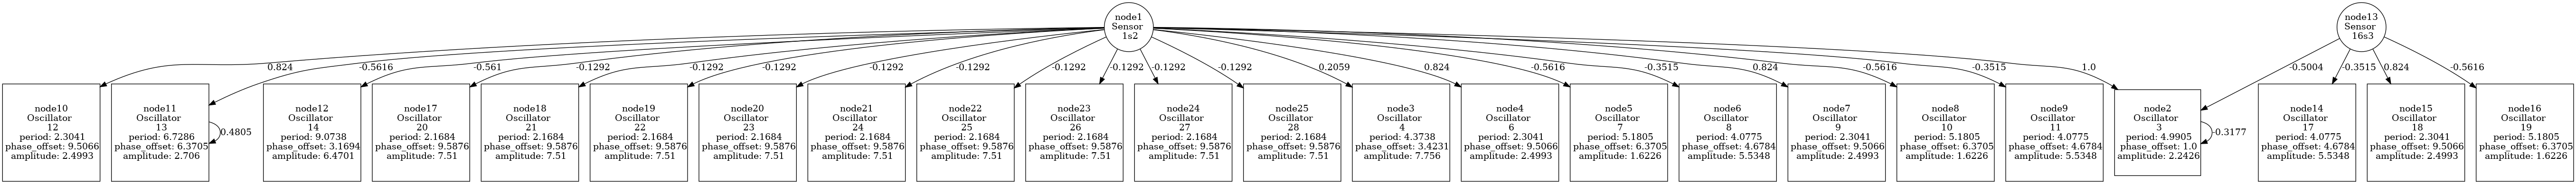 node1
Sensor
1s2
node13
Sensor
16s3
0.824
-0.5616
-0.561
-0.1292
-0.1292
-0.1292
-0.1292
-0.1292
-0.1292
-0.1292
-0.1292
-0.1292
0.2059
0.824
-0.5616
-0.3515
0.824
-0.5616
-0.3515
1.0
-0.5004
-0.3515
0.824
-0.5616
node10
Oscillator
12
period: 2.3041
phase_offset: 9.5066
amplitude: 2.4993
node11
Oscillator
13
period: 6.7286
phase_offset: 6.3705
amplitude: 2.706
0.4805
node12
Oscillator
14
period: 9.0738
phase_offset: 3.1694
amplitude: 6.4701
node17
Oscillator
20
period: 2.1684
phase_offset: 9.5876
amplitude: 7.51
node18
Oscillator
21
period: 2.1684
phase_offset: 9.5876
amplitude: 7.51
node19
Oscillator
22
period: 2.1684
phase_offset: 9.5876
amplitude: 7.51
node20
Oscillator
23
period: 2.1684
phase_offset: 9.5876
amplitude: 7.51
node21
Oscillator
24
period: 2.1684
phase_offset: 9.5876
amplitude: 7.51
node22
Oscillator
25
period: 2.1684
phase_offset: 9.5876
amplitude: 7.51
node23
Oscillator
26
period: 2.1684
phase_offset: 9.5876
amplitude: 7.51
node24
Oscillator
27
period: 2.1684
phase_offset: 9.5876
amplitude: 7.51
node25
Oscillator
28
period: 2.1684
phase_offset: 9.5876
amplitude: 7.51
node3
Oscillator
4
period: 4.3738
phase_offset: 3.4231
amplitude: 7.756
node4
Oscillator
6
period: 2.3041
phase_offset: 9.5066
amplitude: 2.4993
node5
Oscillator
7
period: 5.1805
phase_offset: 6.3705
amplitude: 1.6226
node6
Oscillator
8
period: 4.0775
phase_offset: 4.6784
amplitude: 5.5348
node7
Oscillator
9
period: 2.3041
phase_offset: 9.5066
amplitude: 2.4993
node8
Oscillator
10
period: 5.1805
phase_offset: 6.3705
amplitude: 1.6226
node9
Oscillator
11
period: 4.0775
phase_offset: 4.6784
amplitude: 5.5348
node2
Oscillator
3
period: 4.9905
phase_offset: 1.0
amplitude: 2.2426
-0.3177
node14
Oscillator
17
period: 4.0775
phase_offset: 4.6784
amplitude: 5.5348
node15
Oscillator
18
period: 2.3041
phase_offset: 9.5066
amplitude: 2.4993
node16
Oscillator
19
period: 5.1805
phase_offset: 6.3705
amplitude: 1.6226